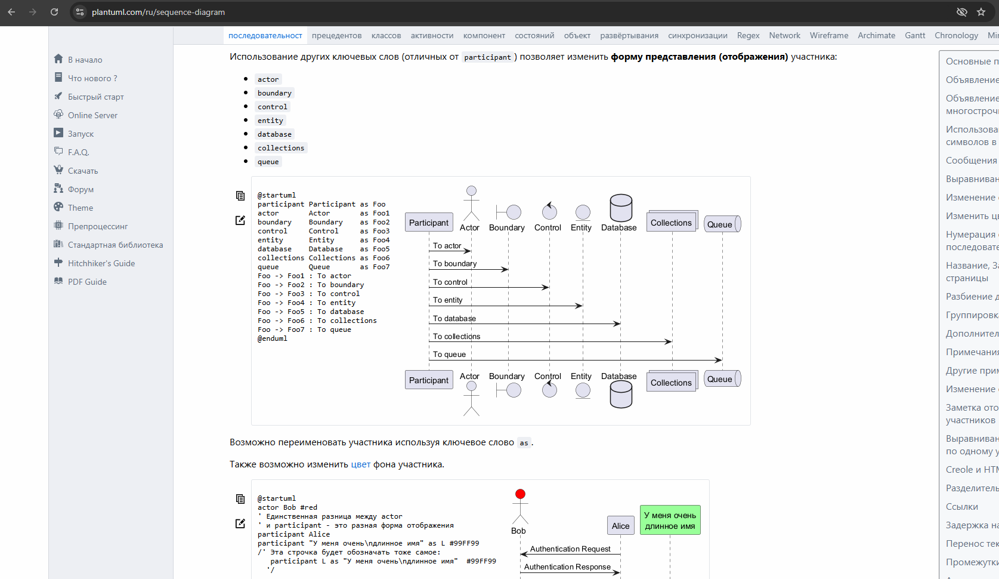 plantuml.com/ru/sequence-diagram
последовательност прецедентов классов активности компонент состояний объект развёртывания синхронизации Regex Network Wireframe Archimate Gantt Chronology
В начало
Что нового ?
Быстрый старт
Online Server
Запуск
F.A.Q.
Скачать
Форум
Theme
Препроцессинг
Стандартная библиотека
Hitchhiker's Guide
PDF Guide
Использование других ключевых слов (отличных от participant ) позволяет изменить форму представления (отображения) участника:
actor
boundary
control
entity
database
collections
queue
@startuml
participant Participant as Foo
actor       Actor       as Foo1
boundary    Boundary    as Foo2
control     Control     as Foo3
entity      Entity      as Foo4
database    Database    as Foo5
collections Collections as Foo6
queue       Queue       as Foo7
Foo -> Foo1 : To actor
Foo -> Foo2 : To boundary
Foo -> Foo3 : To control
Foo -> Foo4 : To entity
Foo -> Foo5 : To database
Foo -> Foo6 : To collections
Foo -> Foo7 : To queue
@enduml
Participant Actor Boundary Control Entity Database Collections Queue
To actor
To boundary
To control
To entity
To database
To collections
To queue
Participant Actor Boundary Control Entity Database Collections Queue
Возможно переименовать участника используя ключевое слово as .
Также возможно изменить цвет фона участника.
@startuml
actor Bob #red
' Единственная разница между actor
' и participant - это разная форма отображения
participant Alice
participant "У меня очень\nдлинное имя" as L #99FF99
/' Эта строчка будет обозначать тоже самое:
   participant L as "У меня очень\nдлинное имя"  #99FF99
  '/
Bob
Alice
У меня очень
длинное имя
Authentication Request
Authentication Response
Основные п
Объявление
Объявление
многостроч
Использова
символов в
Сообщения
Выравниван
Изменение
Изменить ц
Нумерация
последоват
Название, За
страницы
Разбиение д
Группировк
Дополнител
Примечания
Другие прим
Изменение
Заметка ото
участников
Выравниван
по одному у
Creole и HTM
Разделитель
Ссылки
Задержка на
Перенос тек
Промежутки